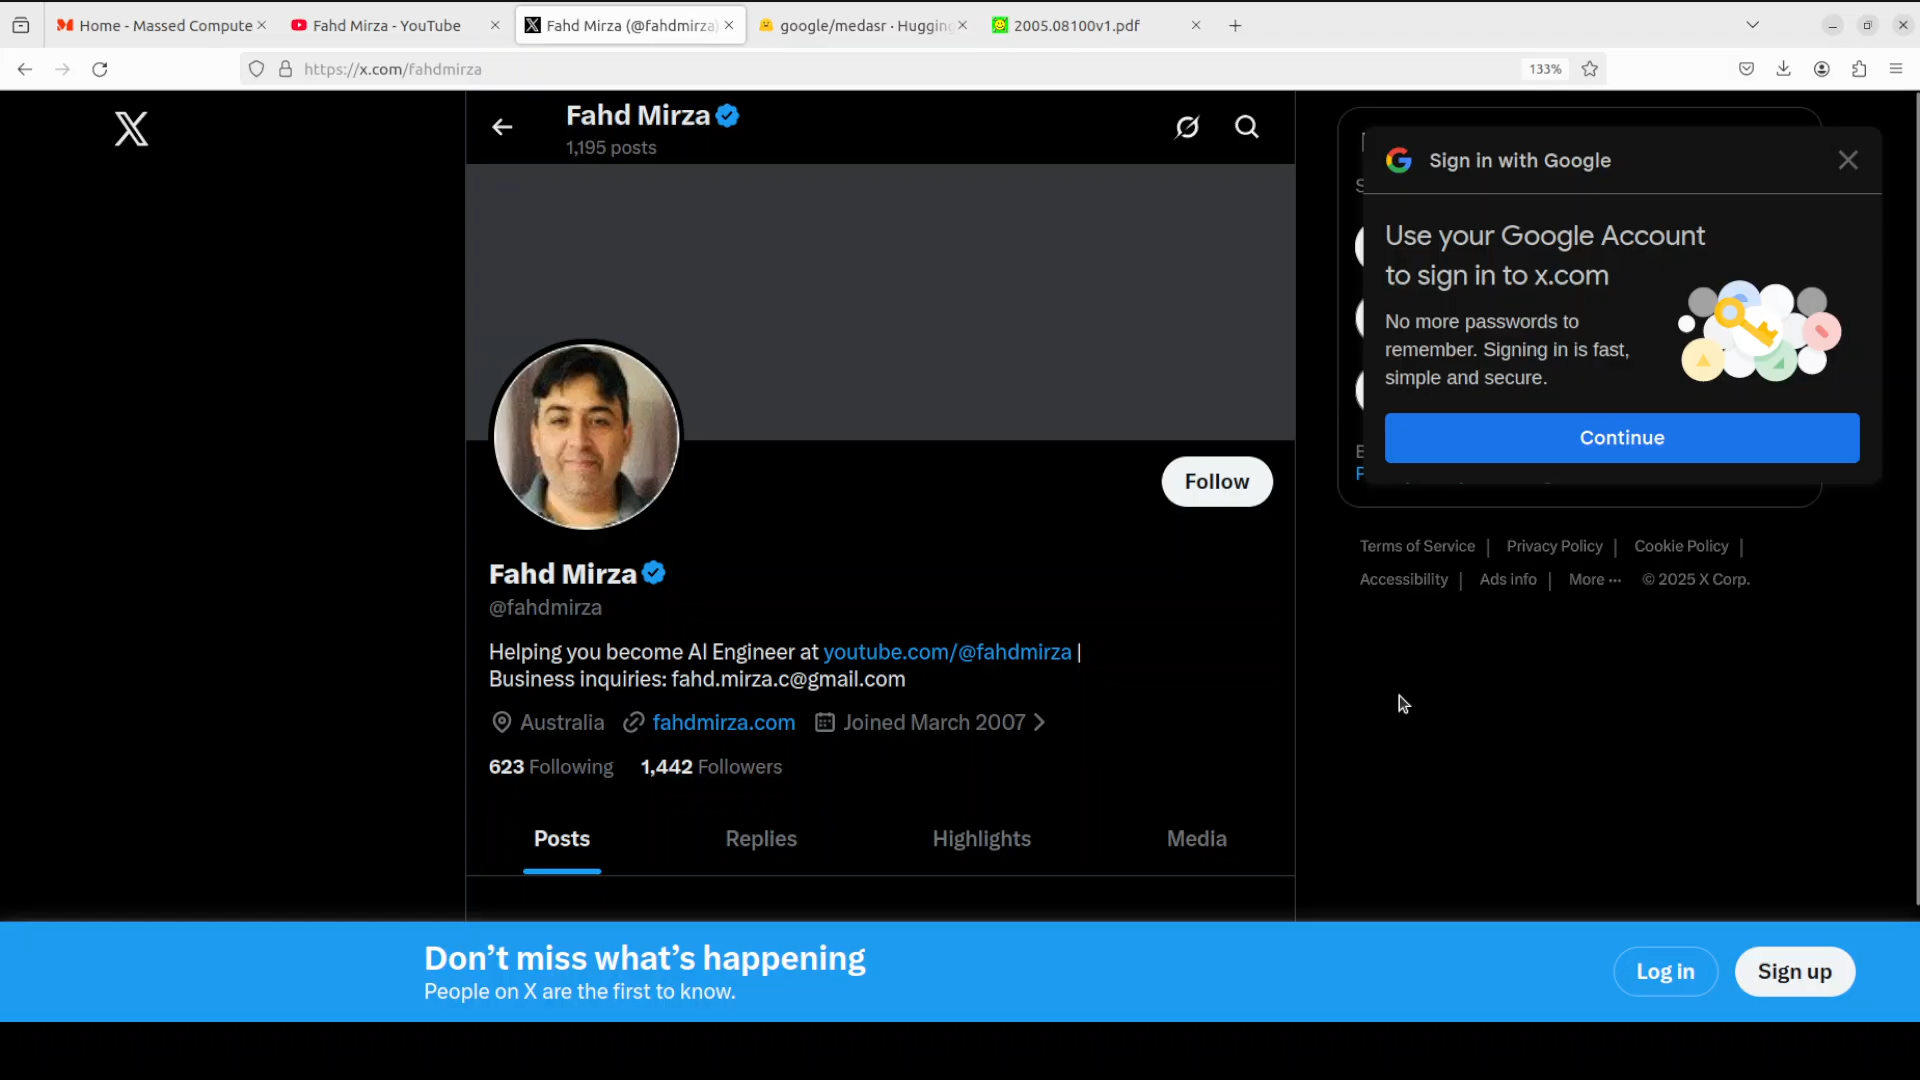 Home - Massed Compute
Fahd Mirza - YouTube
Fahd Mirza (@fahdmirza)
google/medasr · Hugging
2005.08100v1.pdf
https://x.com/fahdmirza
133%
Fahd Mirza
1,195 posts
Sign in with Google
Use your Google Account
to sign in to x.com
No more passwords to
remember. Signing in is fast,
simple and secure.
Continue
Follow
Fahd Mirza
@fahdmirza
Helping you become AI Engineer at youtube.com/@fahdmirza |
Business inquiries: fahd.mirza.c@gmail.com
Australia fahdmirza.com Joined March 2007
623 Following 1,442 Followers
Posts Replies Highlights Media
Terms of Service | Privacy Policy | Cookie Policy |
Accessibility | Ads info | More ··· © 2025 X Corp.
Don't miss what's happening
People on X are the first to know.
Log in
Sign up